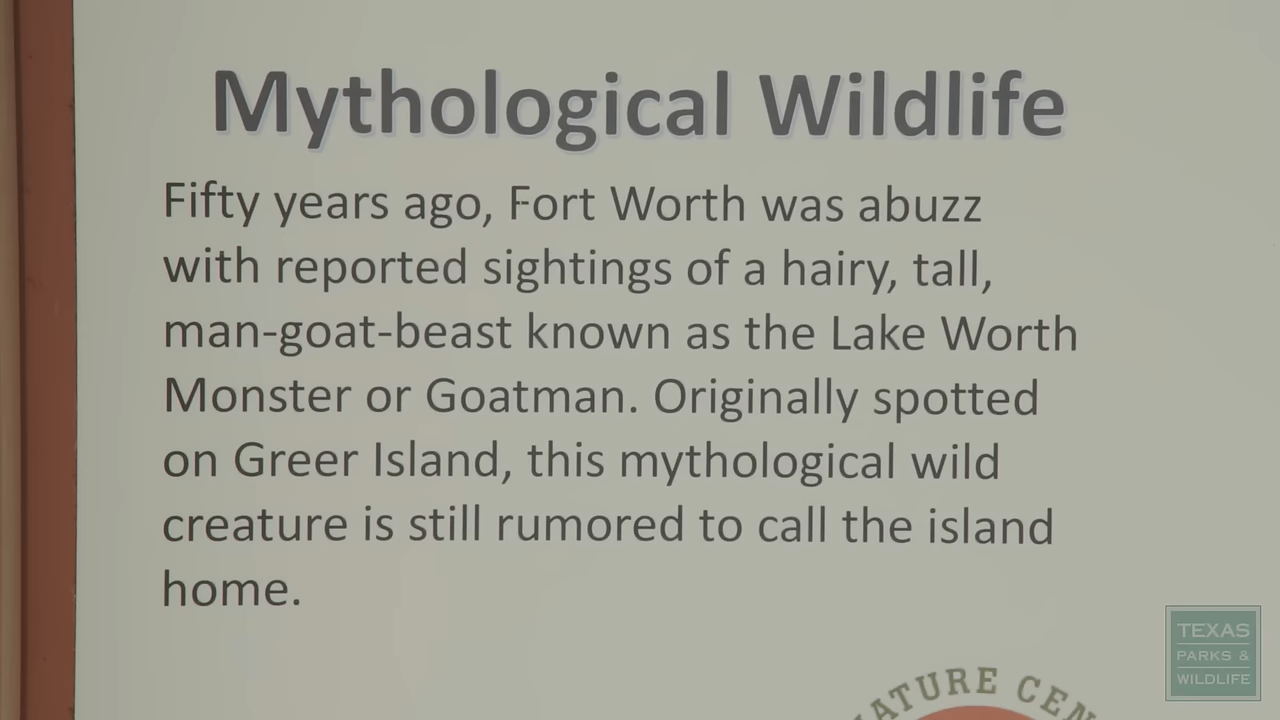 Mythological Wildlife
Fifty years ago, Fort Worth was abuzz
with reported sightings of a hairy, tall,
man-goat-beast known as the Lake Worth
Monster or Goatman. Originally spotted
on Greer Island, this mythological wild
creature is still rumored to call the island
home.
TEXAS
PARKS &
WILDLIFE